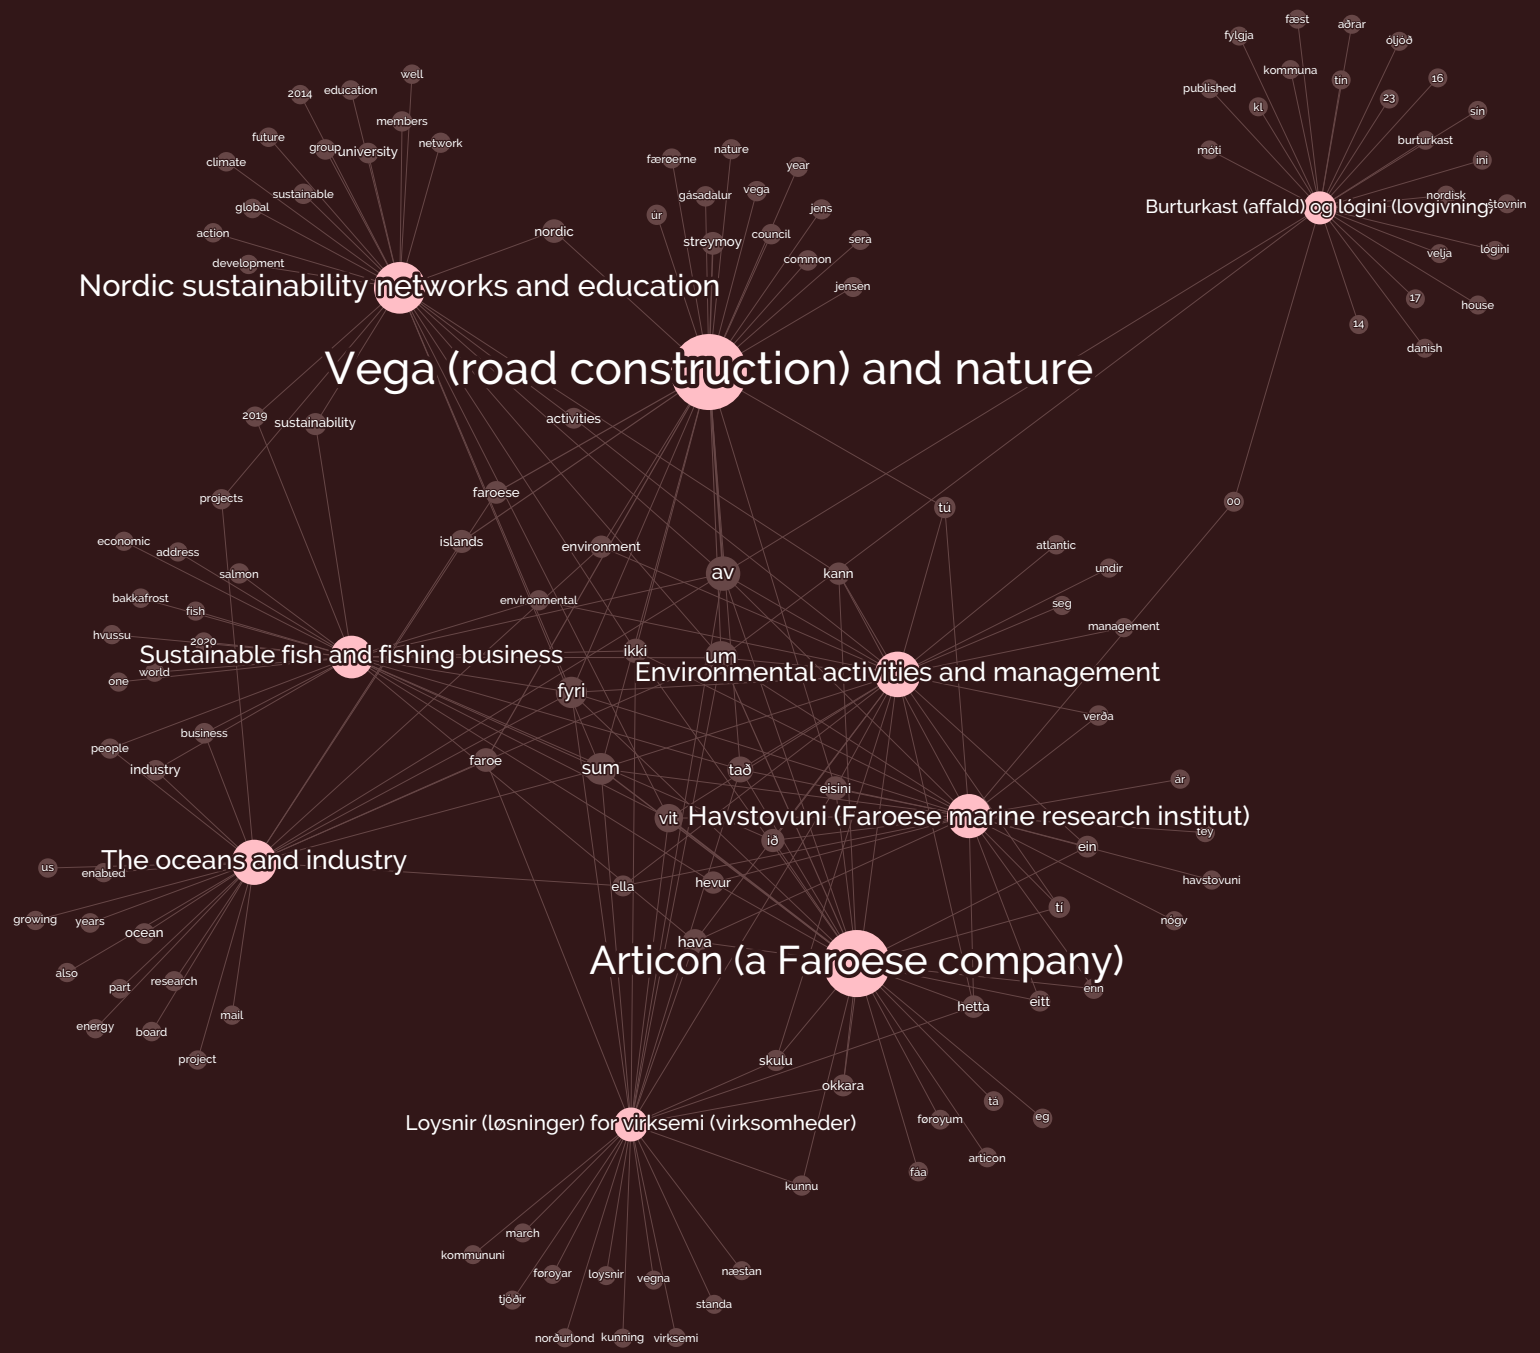 fæst
aðrar
fylgja
óljóð
kommuna
well
2014
education
published
tín
16
kl
23
sin
members
future
group
university
network
burturkast
færøerne
nature
year
móti
ini
climate
sustainable
gásadalur
vega
nordisk
global
úr
jens
Burturkast (affald) og lógini (lovgivning)
štovnin
action
nordic
streymoy
council
common
sera
velja
lógini
development
Nordic sustainability networks and education
jensen
17
house
14
danish
Vega (road construction) and nature
2019
sustainability
activities
projects
faroese
tú
00
economic
address
islands
environment
atlantic
salmon
av
kann
undir
bakkafrost
fish
environmental
seg
hvussu
2020
management
Sustainable fish and fishing business
ikki
um
world
one
Environmental activities and management
fyri
verða
people
business
industry
faroe
sum
tað
eisini
ár
vit
Havstovuni (Faroese marine research institut)
tey
ið
ein
The oceans and industry
us
enabled
ella
hevur
havstovuni
growing
years
ocean
tí
nógv
hava
Articon (a Faroese company)
also
part
research
enn
hetta
eitt
energy
board
mail
project
skulu
okkara
tá
Loysnir (løsninger) for virksemi (virksomheder)
føroyum
eg
articon
fáa
kunnu
march
kommununi
føroyar
loysnir
vegna
næstan
tjóðir
standa
norðurlond
kunning
virksemi